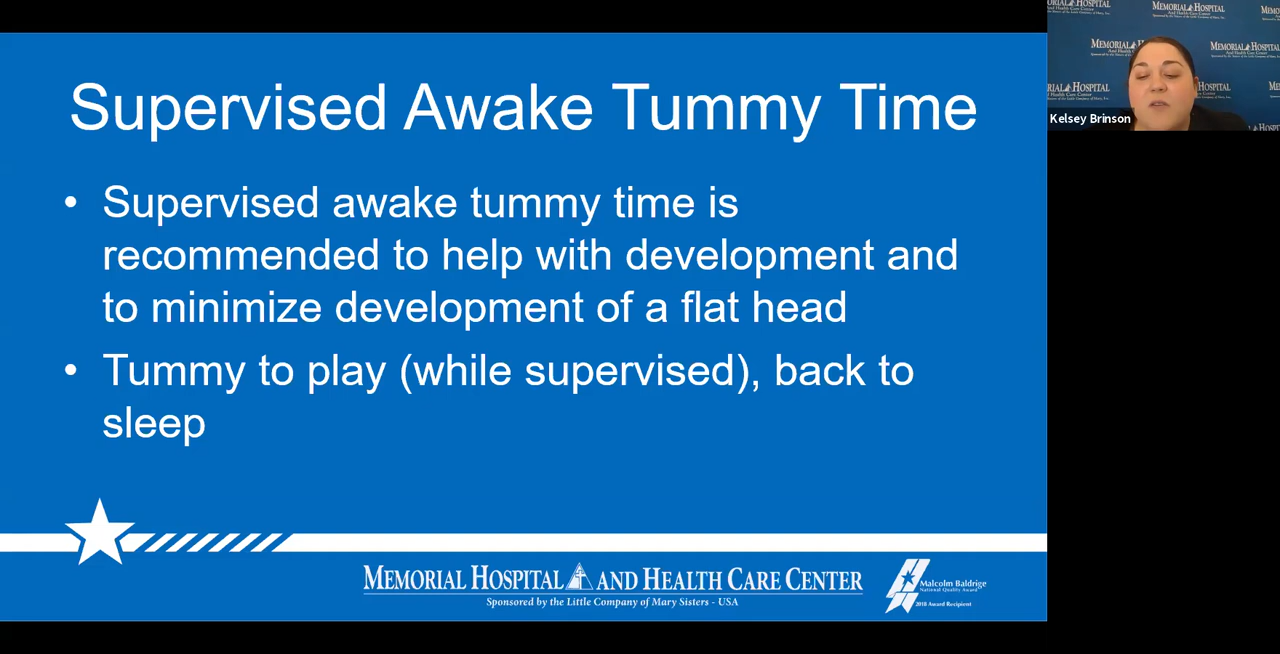 Supervised Awake Tummy Time
• Supervised awake tummy time is
recommended to help with development and
to minimize development of a flat head
• Tummy to play (while supervised), back to
sleep
MEMORIAL HOSPITAL AND HEALTH CARE CENTER
Sponsored by the Little Company of Mary Sisters - USA
Malcolm Baldrige
National Quality Award
2018 Award Recipient
Kelsey Brinson